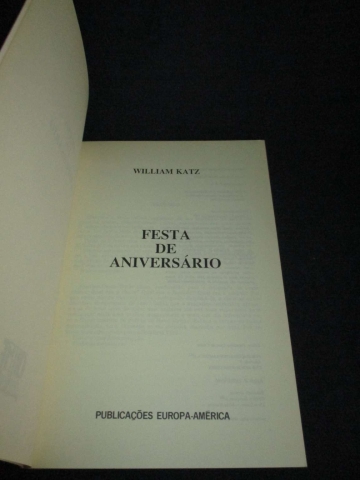 WILLIAM KATZ
FESTA
DE
ANIVERSÁRIO
PUBLICAÇÕES EUROPA-AMÉRICA